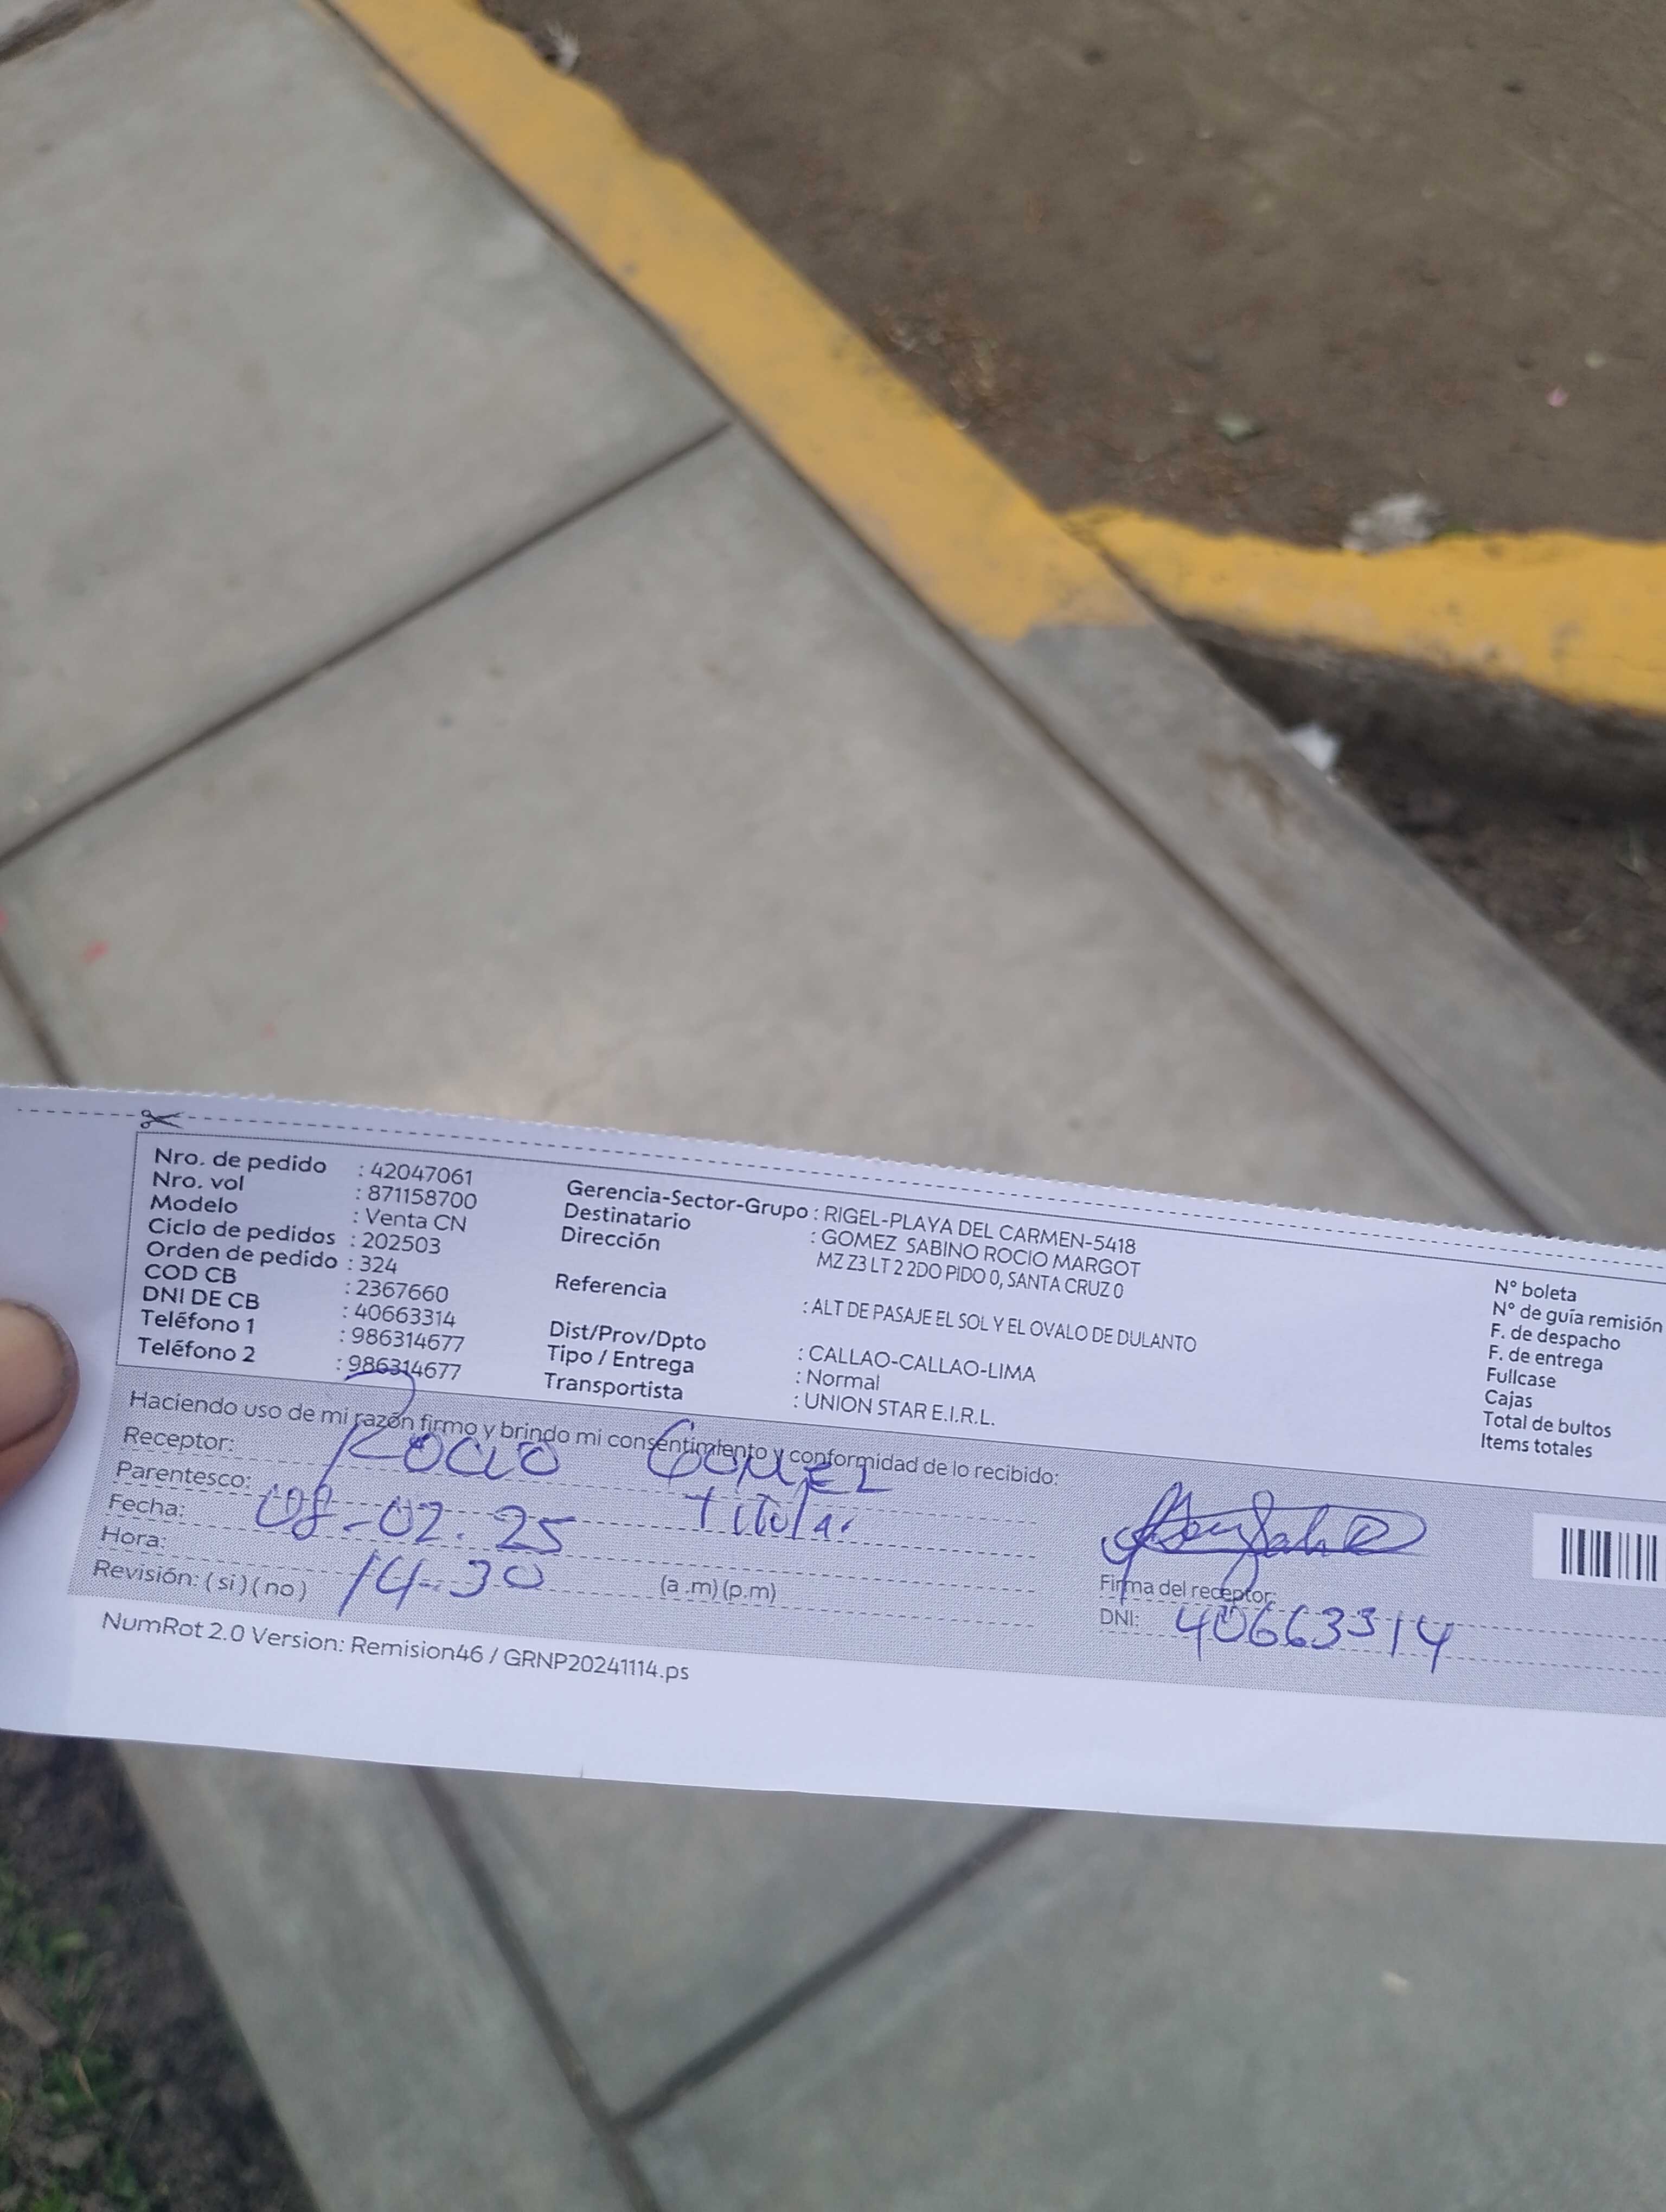 Nro. de pedido : 42047061
Nro. vol : 871158700
Modelo : Venta CN
Ciclo de pedidos : 202503
Orden de pedido : 324
COD CB : 2367660
DNI DE CB : 40663314
Teléfono 1 : 986314677
Teléfono 2 : 986314677
Gerencia-Sector-Grupo : RIGEL-PLAYA DEL CARMEN-5418
Destinatario : GOMEZ SABINO ROCIO MARGOT
Dirección MZ Z3 LT 2 2DO PIDO 0, SANTA CRUZ 0
Referencia : ALT DE PASAJE EL SOL Y EL OVALO DE DULANTO
Dist/Prov/Dpto : CALLAO-CALLAO-LIMA
Tipo / Entrega : Normal
Transportista : UNION STAR E.I.R.L.
N° boleta
N° de guía remisión
F. de despacho
F. de entrega
Fullcase
Cajas
Total de bultos
Items totales
Haciendo uso de mi razón firmo y brindo mi consentimiento y conformidad de lo recibido:
Receptor: ROCIO GOMEZ
Parentesco: Titular
Fecha: 08-02.25
Hora: 14-30 (a .m) (p.m)
Revisión: ( si ) ( no )
Firma del receptor:
DNI: 40663314
NumRot 2.0 Version: Remision46 / GRNP20241114.ps